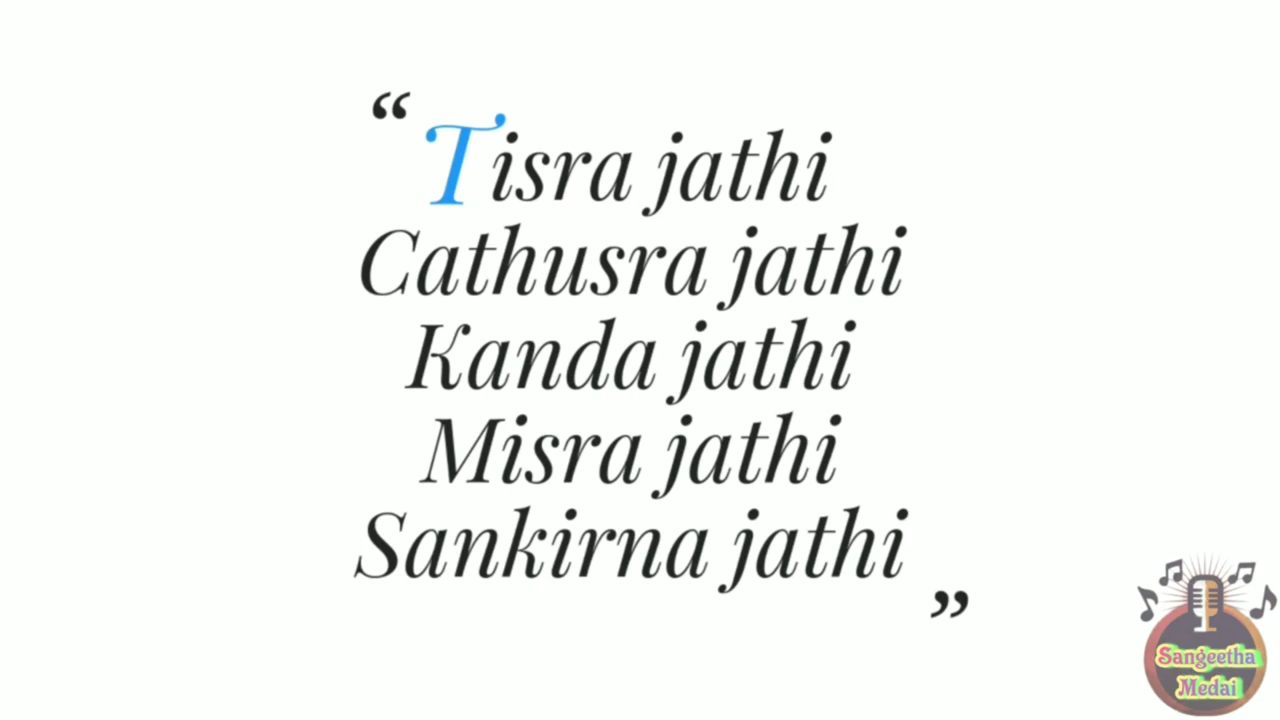 “Tisra jathi
Cathusra jathi
Kanda jathi
Misra jathi
Sankirna jathi”
Sangeetha
Medai